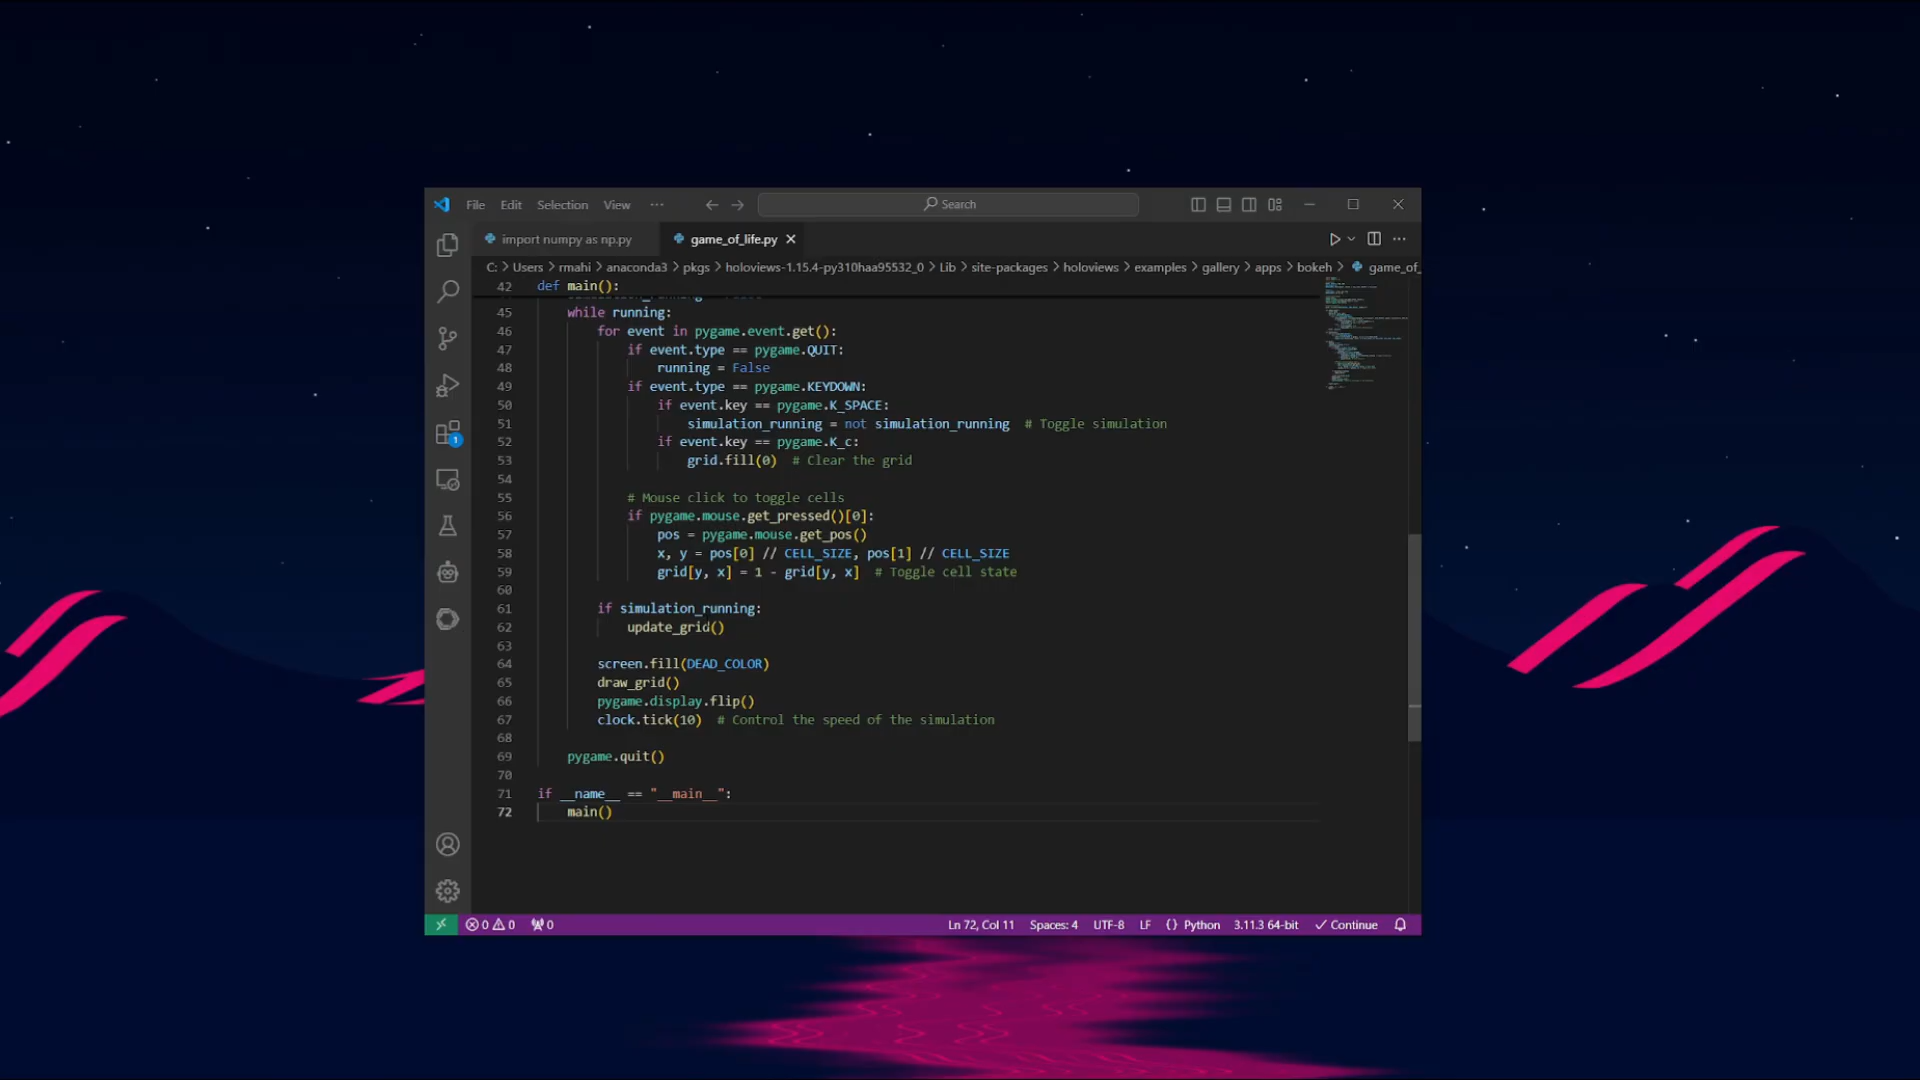 File Edit Selection View ··· Search
import numpy as np.py game_of_life.py
C: > Users > rmahi > anaconda3 > pkgs > holoviews-1.15.4-py310haa95532_0 > Lib > site-packages > holoviews > examples > gallery > apps > bokeh > game_of_
42 def main():
45 while running:
46 for event in pygame.event.get():
47 if event.type == pygame.QUIT:
48 running = False
49 if event.type == pygame.KEYDOWN:
50 if event.key == pygame.K_SPACE:
51 simulation_running = not simulation_running # Toggle simulation
52 if event.key == pygame.K_c:
53 grid.fill(0) # Clear the grid
54
55 # Mouse click to toggle cells
56 if pygame.mouse.get_pressed()[0]:
57 pos = pygame.mouse.get_pos()
58 x, y = pos[0] // CELL_SIZE, pos[1] // CELL_SIZE
59 grid[y, x] = 1 - grid[y, x] # Toggle cell state
60
61 if simulation_running:
62 update_grid()
63
64 screen.fill(DEAD_COLOR)
65 draw_grid()
66 pygame.display.flip()
67 clock.tick(10) # Control the speed of the simulation
68
69 pygame.quit()
70
71 if __name__ == "__main__":
72 main()
1
0 0 0 Ln 72, Col 11 Spaces: 4 UTF-8 LF {} Python 3.11.3 64-bit ✓ Continue